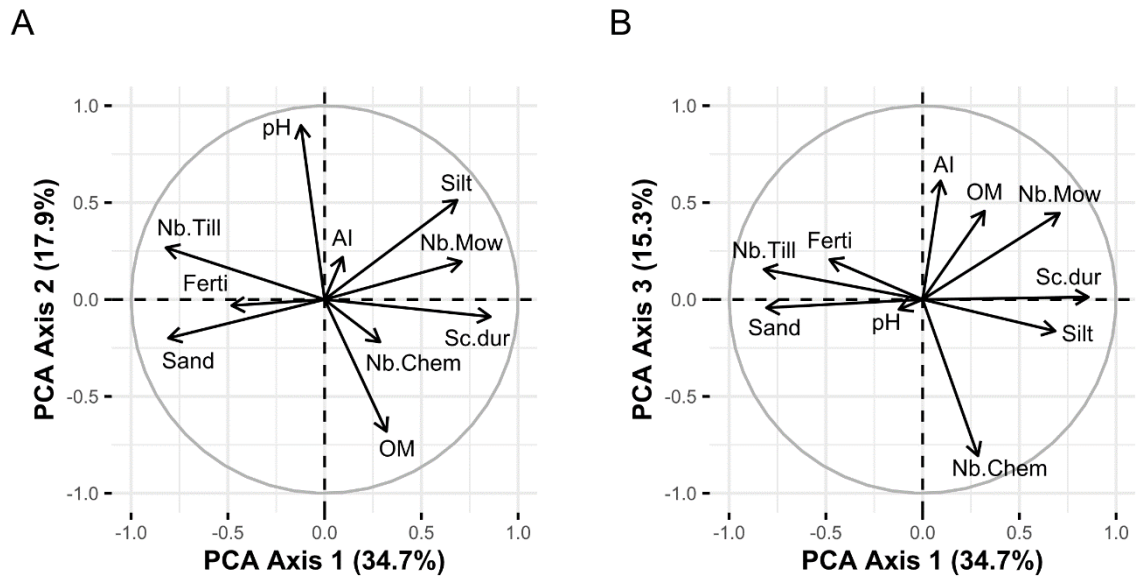 A
1.0
0.5
0.0
-0.5
-1.0
PCA Axis 2 (17.9%)
pH
Silt
Nb.Till
Al
Nb.Mow
Ferti
Sand
Nb.Chem
Sc.dur
OM
-1.0 -0.5 0.0 0.5 1.0
PCA Axis 1 (34.7%)
B
1.0
0.5
0.0
-0.5
-1.0
PCA Axis 3 (15.3%)
Al
OM
Nb.Mow
Nb.Till
Ferti
Sc.dur
Sand
pH
Silt
Nb.Chem
-1.0 -0.5 0.0 0.5 1.0
PCA Axis 1 (34.7%)